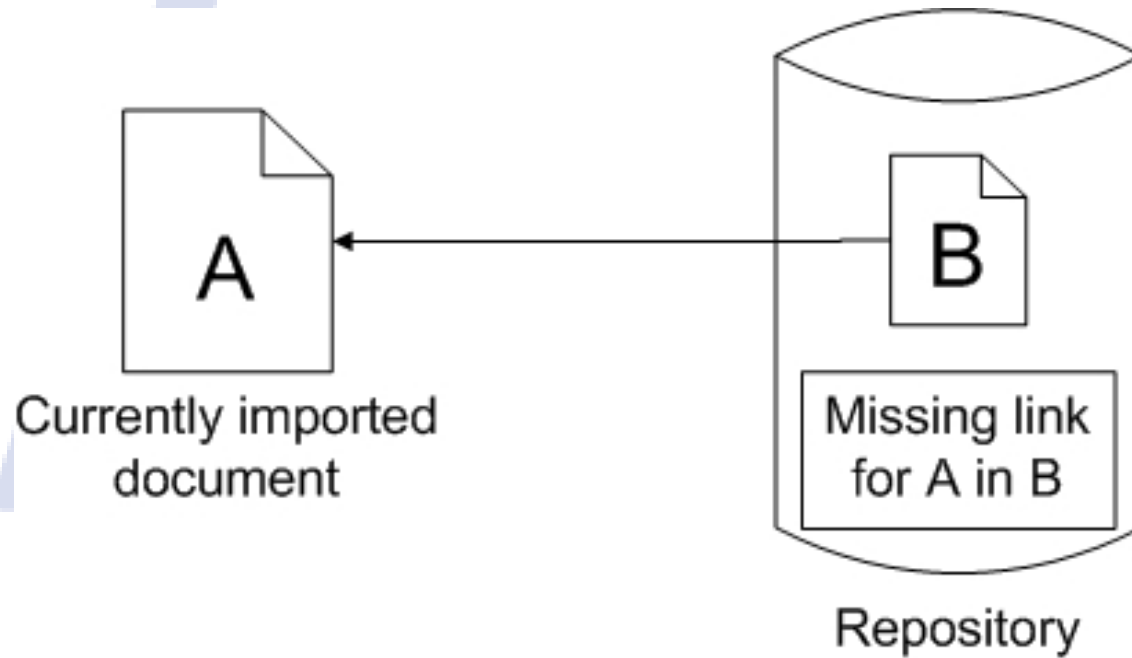 A
Currently imported
document
B
Missing link
for A in B
Repository